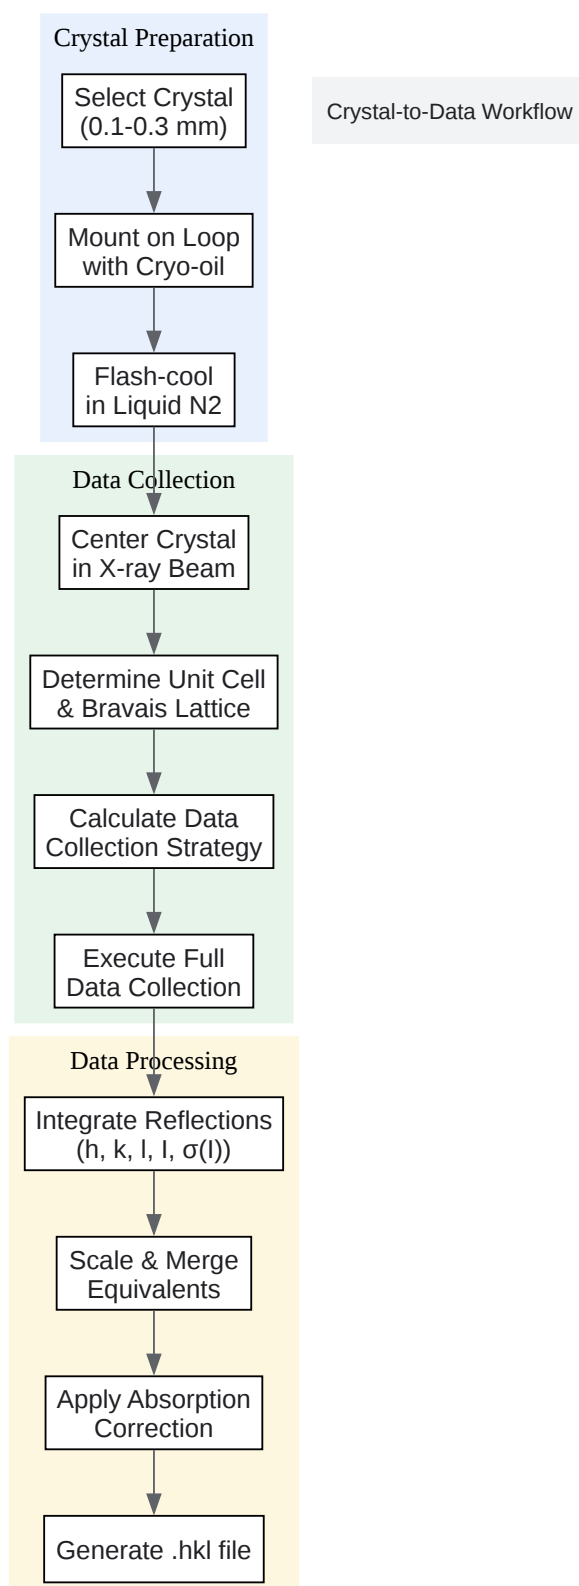 Crystal Preparation
Select Crystal
(0.1-0.3 mm)
Crystal-to-Data Workflow
Mount on Loop
with Cryo-oil
Flash-cool
in Liquid N2
Data Collection
Center Crystal
in X-ray Beam
Determine Unit Cell
& Bravais Lattice
Calculate Data
Collection Strategy
Execute Full
Data Collection
Data Processing
Integrate Reflections
(h, k, l, I, σ(I))
Scale & Merge
Equivalents
Apply Absorption
Correction
Generate .hkl file